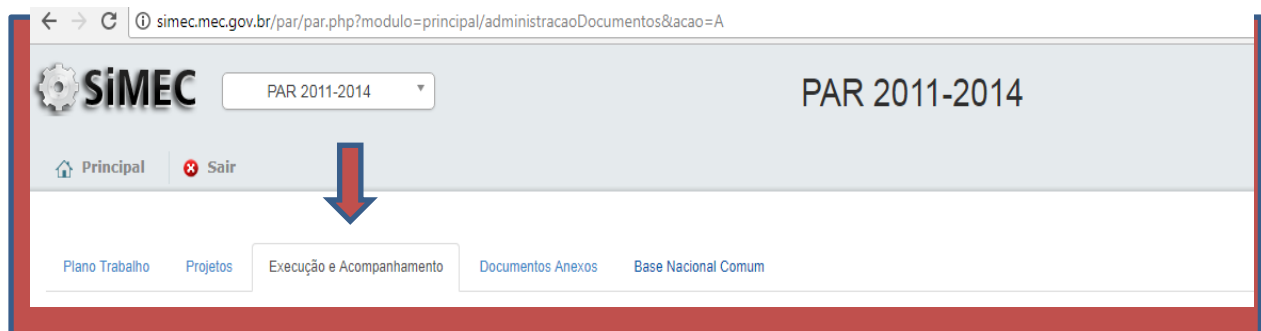 simec.mec.gov.br/par/par.php?modulo=principal/administracaoDocumentos&acao=A
SiMEC PAR 2011-2014 PAR 2011-2014
Principal Sair
Plano Trabalho Projetos Execução e Acompanhamento Documentos Anexos Base Nacional Comum